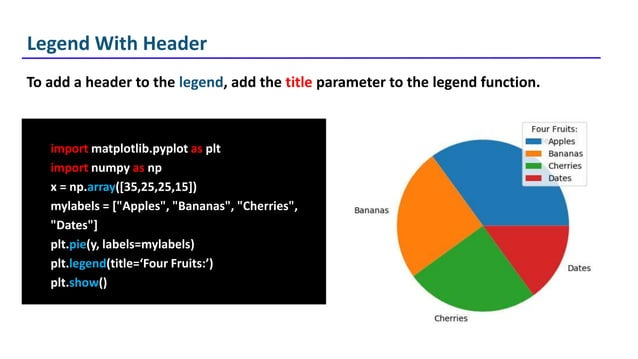 Legend With Header
To add a header to the legend, add the title parameter to the legend function.
import matplotlib.pyplot as plt
import numpy as np
x = np.array([35,25,25,15])
mylabels = ["Apples", "Bananas", "Cherries",
"Dates"]
plt.pie(y, labels=mylabels)
plt.legend(title=‘Four Fruits:’)
plt.show()
Four Fruits:
Apples
Bananas
Cherries
Dates
Bananas
Dates
Cherries